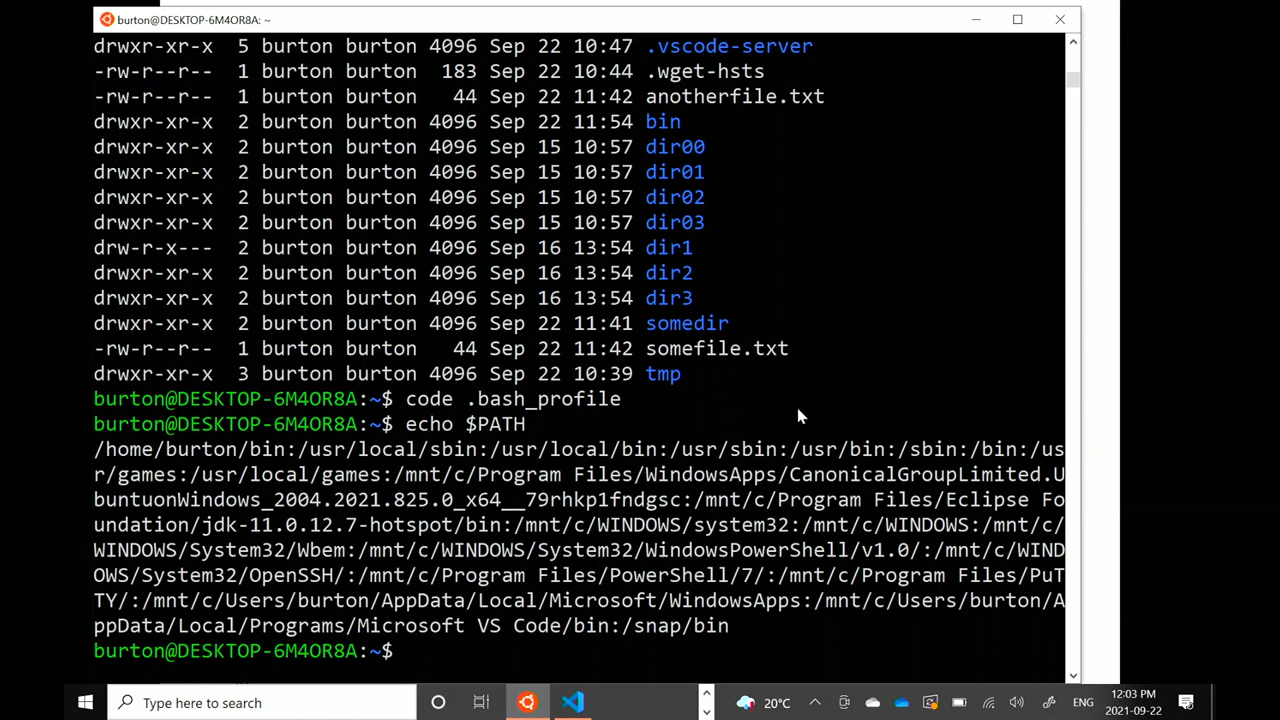 burton@DESKTOP-6M4OR8A: ~
drwxr-xr-x 5 burton burton 4096 Sep 22 10:47 .vscode-server
-rw-r--r-- 1 burton burton 183 Sep 22 10:44 .wget-hsts
-rw-r--r-- 1 burton burton 44 Sep 22 11:42 anotherfile.txt
drwxr-xr-x 2 burton burton 4096 Sep 22 11:54 bin
drwxr-xr-x 2 burton burton 4096 Sep 15 10:57 dir00
drwxr-xr-x 2 burton burton 4096 Sep 15 10:57 dir01
drwxr-xr-x 2 burton burton 4096 Sep 15 10:57 dir02
drwxr-xr-x 2 burton burton 4096 Sep 15 10:57 dir03
drw-r-x--- 2 burton burton 4096 Sep 16 13:54 dir1
drwxr-xr-x 2 burton burton 4096 Sep 16 13:54 dir2
drwxr-xr-x 2 burton burton 4096 Sep 16 13:54 dir3
drwxr-xr-x 2 burton burton 4096 Sep 22 11:41 somedir
-rw-r--r-- 1 burton burton 44 Sep 22 11:42 somefile.txt
drwxr-xr-x 3 burton burton 4096 Sep 22 10:39 tmp
burton@DESKTOP-6M4OR8A:~$ code .bash_profile
burton@DESKTOP-6M4OR8A:~$ echo $PATH
/home/burton/bin:/usr/local/sbin:/usr/local/bin:/usr/sbin:/usr/bin:/sbin:/bin:/us
r/games:/usr/local/games:/mnt/c/Program Files/WindowsApps/CanonicalGroupLimited.U
buntuonWindows_2004.2021.825.0_x64__79rhkp1fndgsc:/mnt/c/Program Files/Eclipse Fo
undation/jdk-11.0.12.7-hotspot/bin:/mnt/c/WINDOWS/system32:/mnt/c/WINDOWS:/mnt/c/
WINDOWS/System32/Wbem:/mnt/c/WINDOWS/System32/WindowsPowerShell/v1.0/:/mnt/c/WIND
OWS/System32/OpenSSH/:/mnt/c/Program Files/PowerShell/7/:/mnt/c/Program Files/PuT
TY/:/mnt/c/Users/burton/AppData/Local/Microsoft/WindowsApps:/mnt/c/Users/burton/A
ppData/Local/Programs/Microsoft VS Code/bin:/snap/bin
burton@DESKTOP-6M4OR8A:~$
Type here to search
20°C
ENG
12:03 PM
2021-09-22